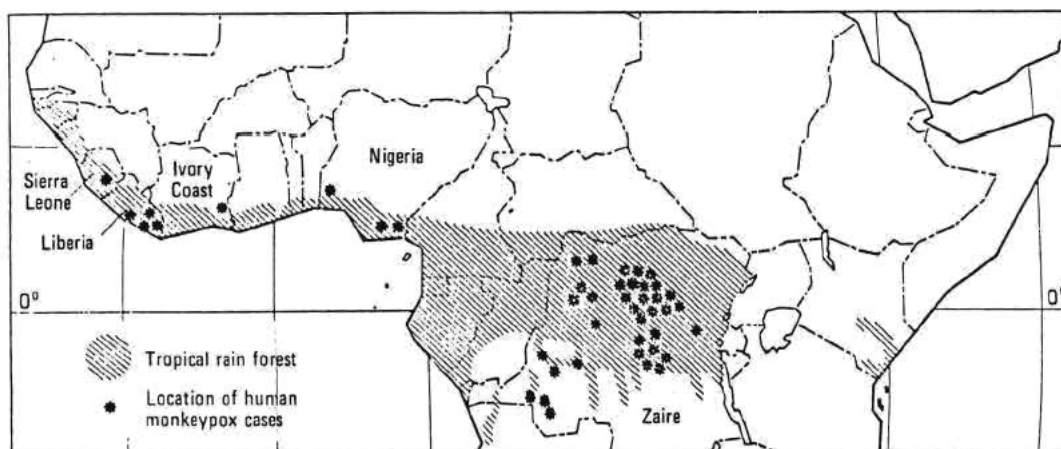 Sierra
Leone
Liberia
Ivory
Coast
Nigeria
Zaire
0°
0°
Tropical rain forest
Location of human
monkeypox cases